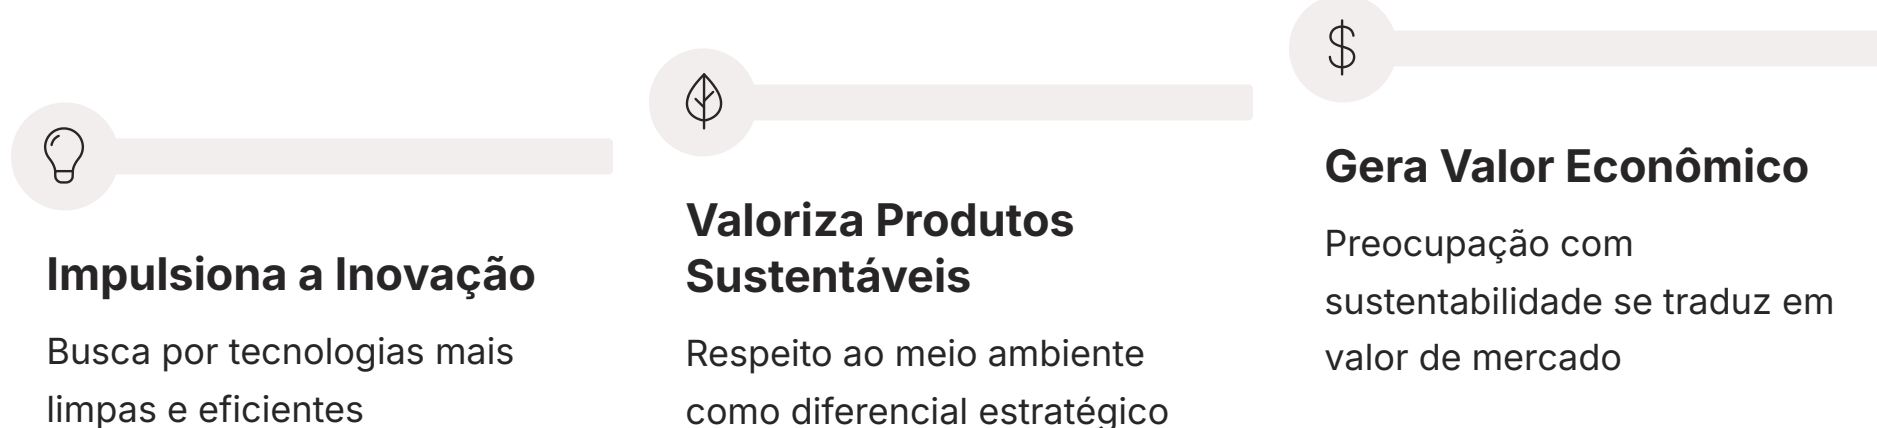 Impulsiona a Inovação
Busca por tecnologias mais
limpas e eficientes
Valoriza Produtos
Sustentáveis
Respeito ao meio ambiente
como diferencial estratégico
$
Gera Valor Econômico
Preocupação com
sustentabilidade se traduz em
valor de mercado